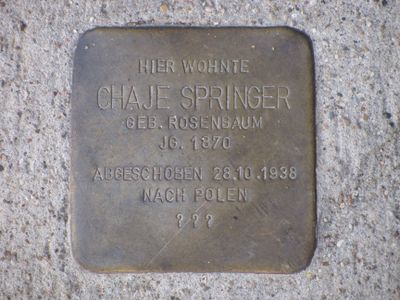 HIER WOHNTE
CHAJE SPRINGER
GEB. ROSENBAUM
JG. 1870
ABGESCHOBEN 28.10.1938
NACH POLEN
? ? ?